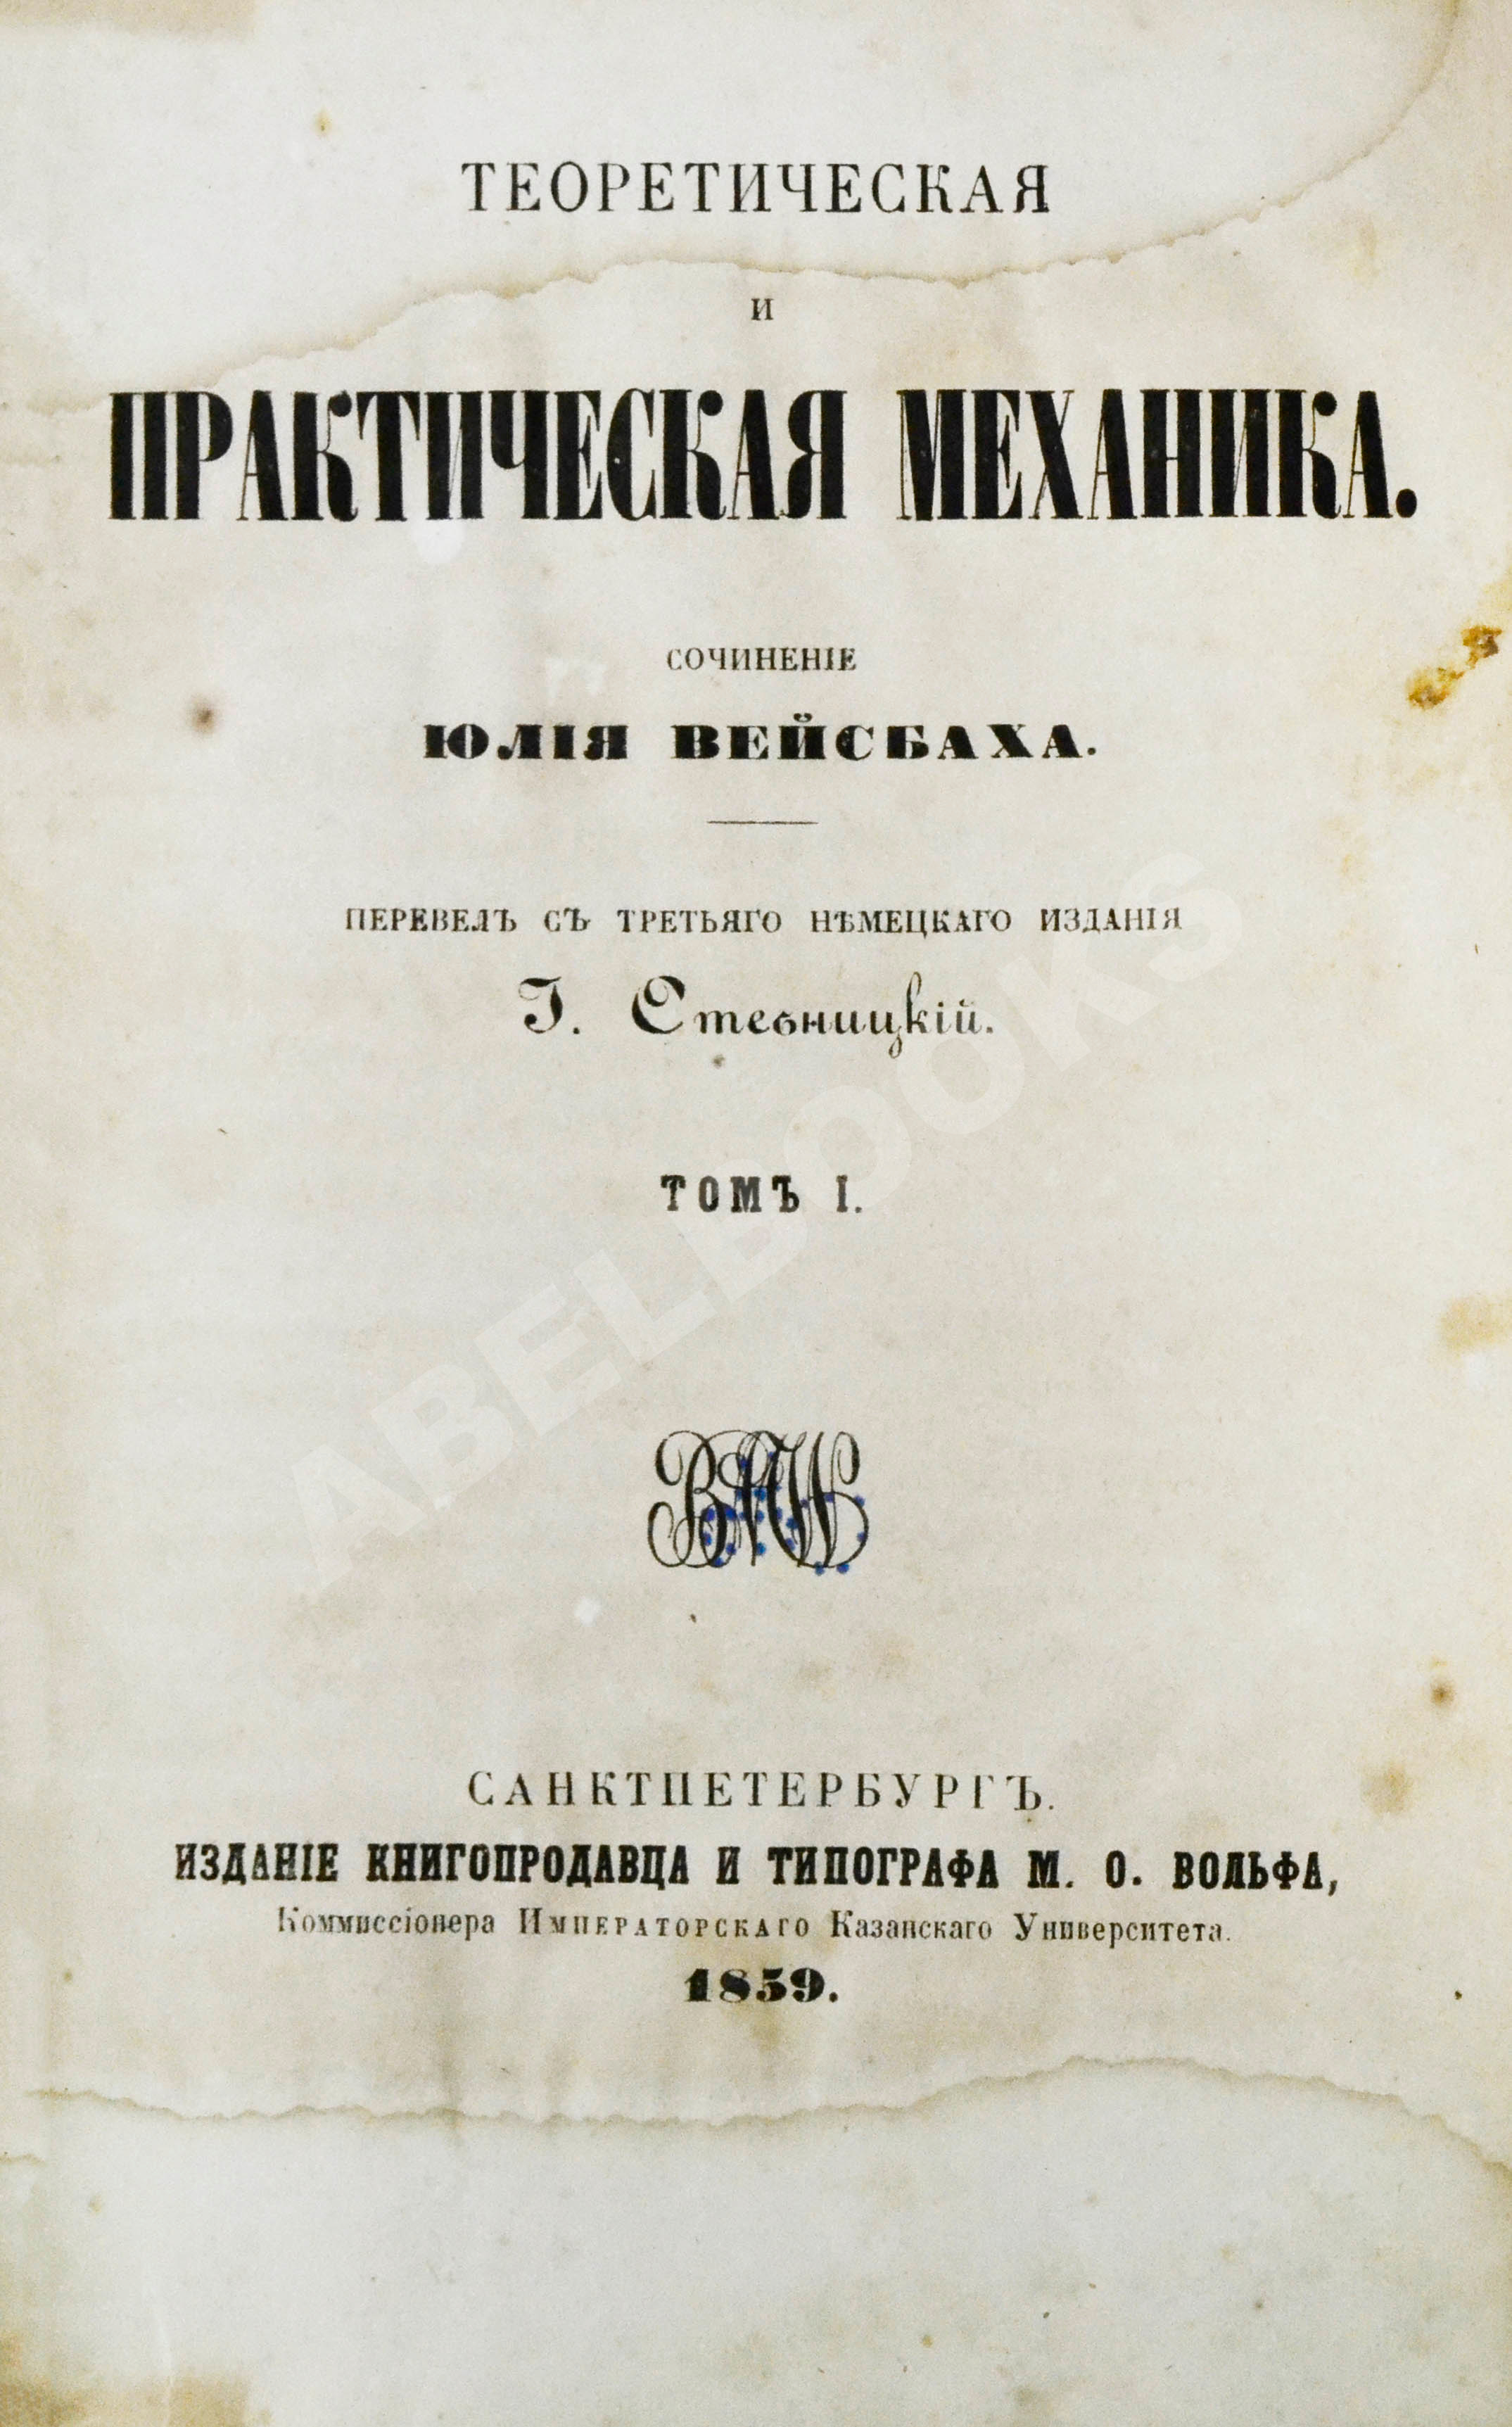 ТЕОРЕТИЧЕСКАЯ
И
ПРАКТИЧЕСКАЯ МЕХАНИКА.
СОЧИНЕНІЕ
ЮЛІЯ ВЕЙСБАХА.
ПЕРЕВЕЛЪ СЪ ТРЕТЬЯГО НѢМЕЦКАГО ИЗДАНІЯ
І. Стебницкій.
ТОМЪ I.
САНКТПЕТЕРБУРГЪ.
ИЗДАНІЕ КНИГОПРОДАВЦА И ТИПОГРАФА М. О. ВОЛЬФА,
Коммиссіонера ИМПЕРАТОРСКАГО Казанскаго Университета.
1859.
ABELBOOKS